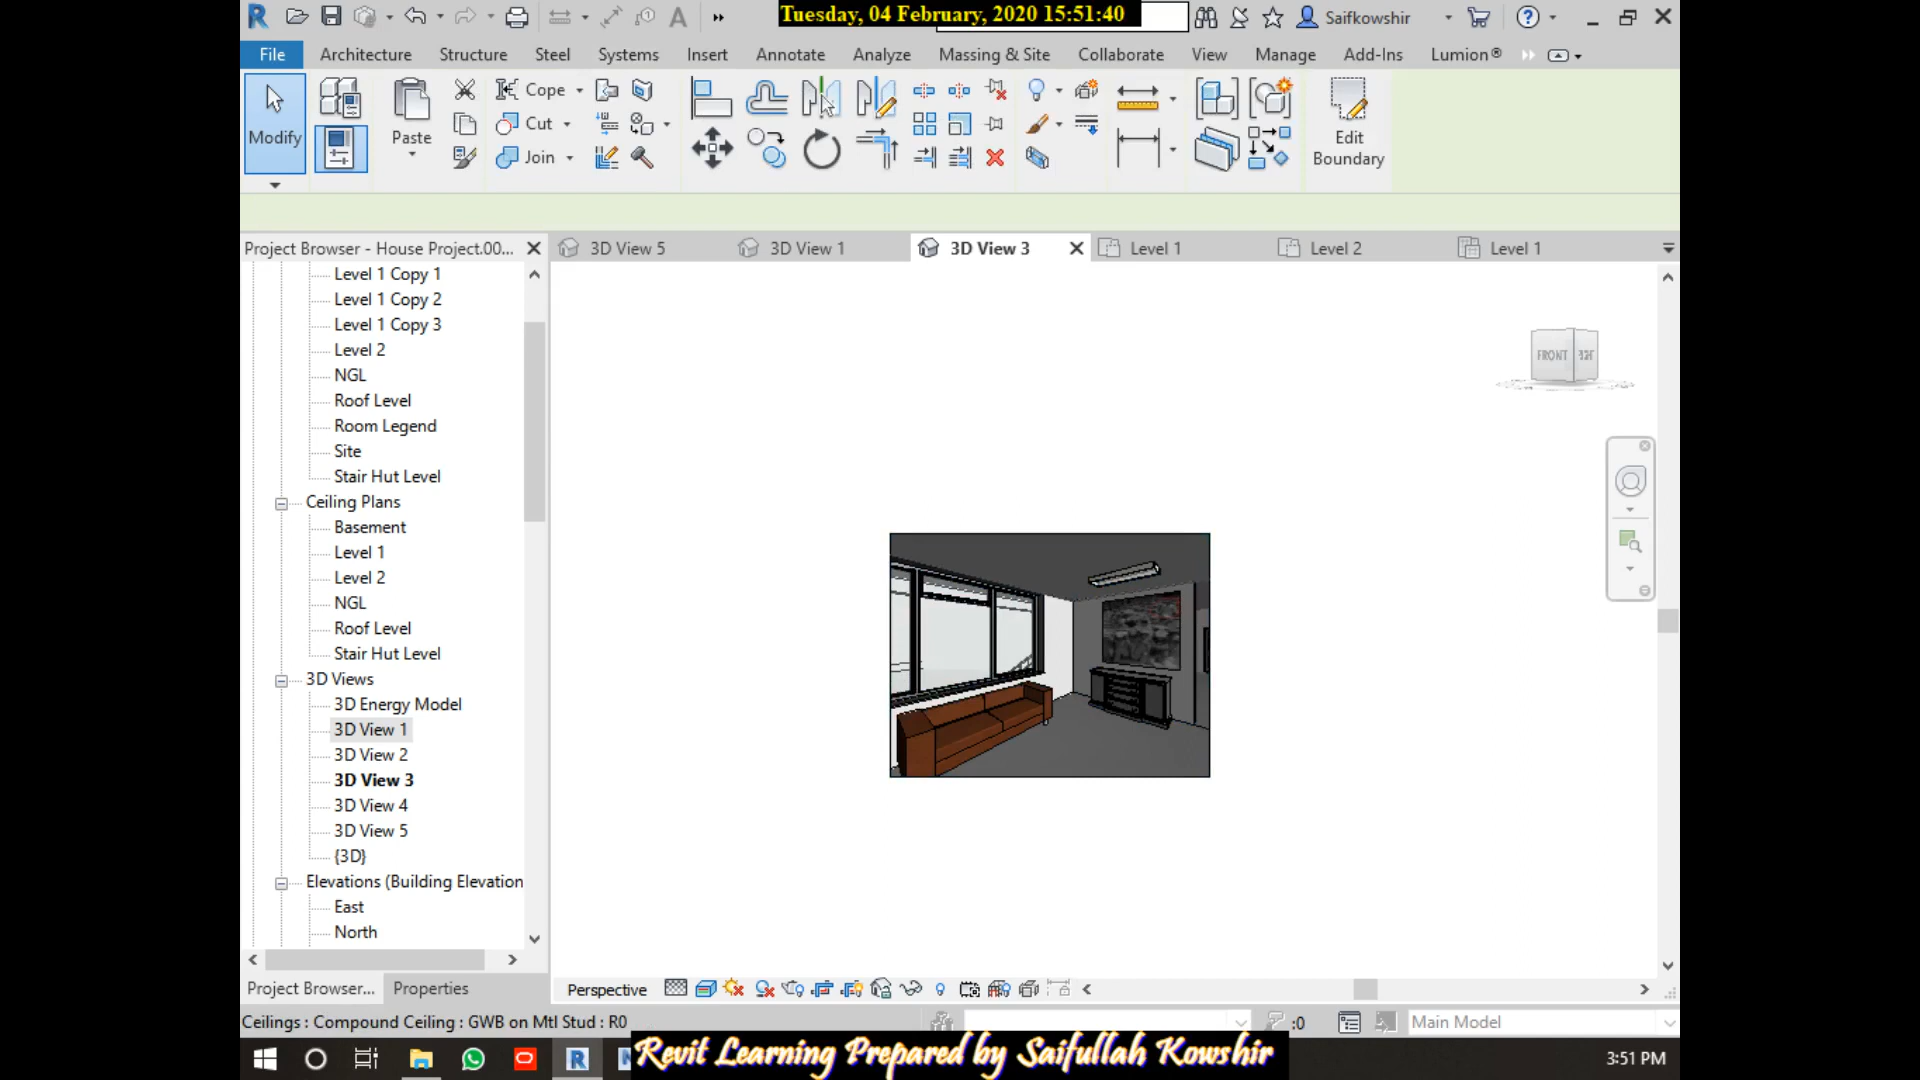 Tuesday, 04 February, 2020 15:51:40
Saifkowshir
File Architecture Structure Steel Systems Insert Annotate Analyze Massing & Site Collaborate View Manage Add-Ins Lumion®
Modify
Paste
Cope
Cut
Join
Edit
Boundary
Project Browser - House Project.00...
3D View 5
3D View 1
3D View 3
Level 1
Level 2
Level 1
Level 1 Copy 1
Level 1 Copy 2
Level 1 Copy 3
Level 2
NGL
Roof Level
Room Legend
Site
Stair Hut Level
Ceiling Plans
Basement
Level 1
Level 2
NGL
Roof Level
Stair Hut Level
3D Views
3D Energy Model
3D View 1
3D View 2
3D View 3
3D View 4
3D View 5
{3D}
Elevations (Building Elevation
East
North
FRONT
Project Browser...
Properties
Perspective
Ceilings : Compound Ceiling : GWB on Mtl Stud : R0
:0
Main Model
Revit Learning Prepared by Saifullah Kowshir
3:51 PM